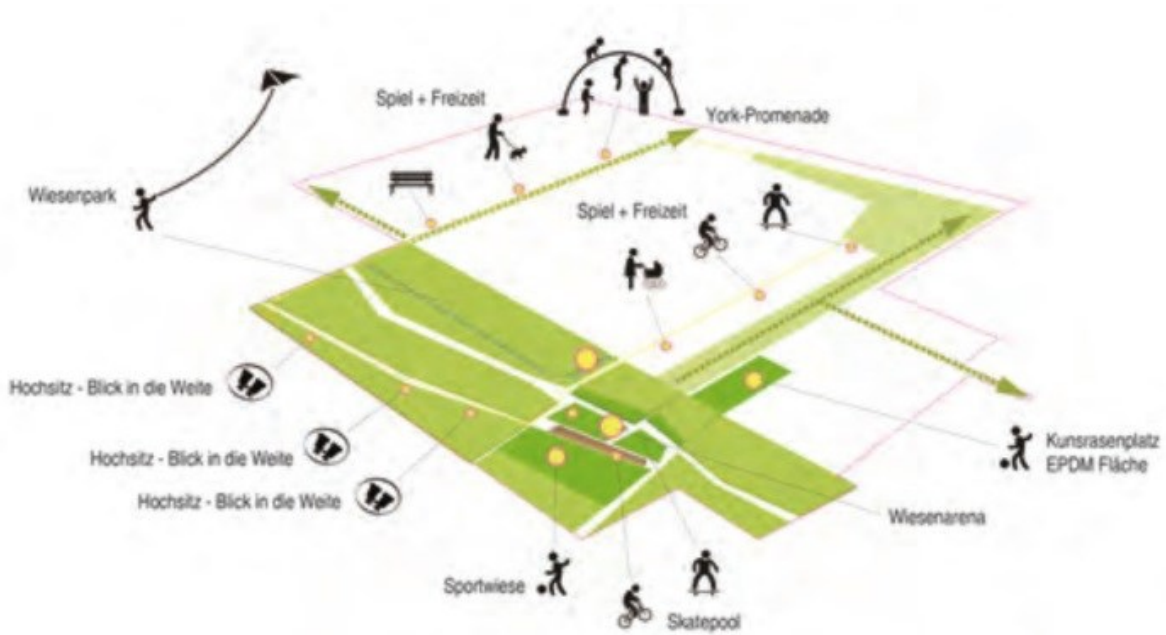 Spiel + Freizeit
York-Promenade
Wiesenpark
Spiel + Freizeit
Hochsitz - Blick in die Weite
Hochsitz - Blick in die Weite
Hochsitz - Blick in die Weite
Kunsrasenplatz
EPDM Fläche
Wiesenarena
Sportwiese
Skatepool